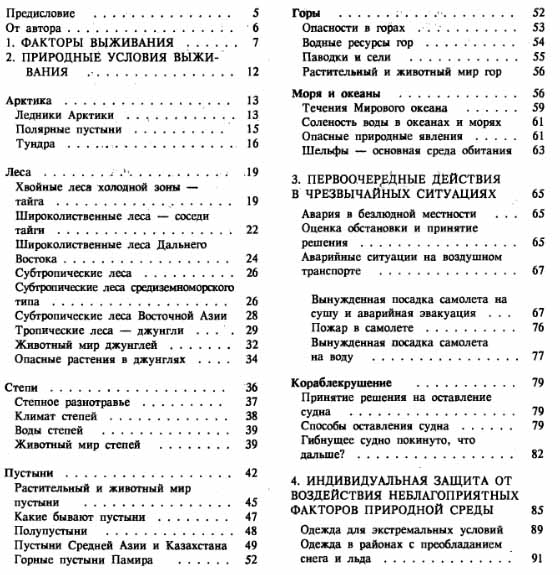 Предисловие . . . . . . . . . . 5
От автора . . . . . . . . . . . 6
1. ФАКТОРЫ ВЫЖИВАНИЯ . . . . . . 7
2. ПРИРОДНЫЕ УСЛОВИЯ ВЫЖИ-
ВАНИЯ . . . . . . . . . . . 12
Арктика . . . . . . . . . . . . 13
Ледники Арктики . . . . . . . 13
Полярные пустыни . . . . . . . 15
Тундра . . . . . . . . . . . 16
Леса . . . . . . . . . . . . . 19
Хвойные леса холодной зоны —
тайга . . . . . . . . . . . . 19
Широколиственные леса — соседи
тайги . . . . . . . . . . . . 22
Широколиственные леса Дальнего
Востока . . . . . . . . . . . 24
Субтропические леса . . . . . . 26
Субтропические леса средиземноморского
типа . . . . . . . . . . . . 26
Субтропические леса Восточной Азии 28
Тропические леса — джунгли . . . 29
Животный мир джунглей . . . . . 32
Опасные растения в джунглях . . . 34
Степи . . . . . . . . . . . . . 36
Степное разнотравье . . . . . . 37
Климат степей . . . . . . . . 38
Воды степей . . . . . . . . . 39
Животный мир степей . . . . . . 39
Пустыни . . . . . . . . . . . . 42
Растительный и животный мир
пустыни . . . . . . . . . . . 45
Какие бывают пустыни . . . . . . 47
Полупустыни . . . . . . . . . 48
Пустыни Средней Азии и Казахстана 49
Горные пустыни Памира . . . . . 52
Горы . . . . . . . . . . . . . 52
Опасности в горах . . . . . . . 53
Водные ресурсы гор . . . . . . 54
Паводки и сели . . . . . . . . 55
Растительный и животный мир гор 56
Моря и океаны . . . . . . . . . 56
Течения Мирового океана . . . . 59
Соленость воды в океанах и морях 61
Опасные природные явления . . . 61
Шельфы — основная среда обитания 63
3. ПЕРВООЧЕРЕДНЫЕ ДЕЙСТВИЯ
В ЧРЕЗВЫЧАЙНЫХ СИТУАЦИЯХ 65
Авария в безлюдной местности . . 65
Оценка обстановки и принятие
решения . . . . . . . . . . . 65
Аварийные ситуации на воздушном
транспорте . . . . . . . . . . 67
Вынужденная посадка самолета на
сушу и аварийная эвакуация . . . 67
Пожар в самолете . . . . . . . 76
Вынужденная посадка самолета
на воду . . . . . . . . . . . 77
Кораблекрушение . . . . . . . . 79
Принятие решения на оставление
судна . . . . . . . . . . . . 79
Способы оставления судна . . . . 79
Гибнущее судно покинуто, что
дальше? . . . . . . . . . . . 82
4. ИНДИВИДУАЛЬНАЯ ЗАЩИТА ОТ
ВОЗДЕЙСТВИЯ НЕБЛАГОПРИЯТНЫХ
ФАКТОРОВ ПРИРОДНОЙ СРЕДЫ 85
Одежда для экстремальных условий 89
Одежда в районах с преобладанием
снега и льда . . . . . . . . . 91